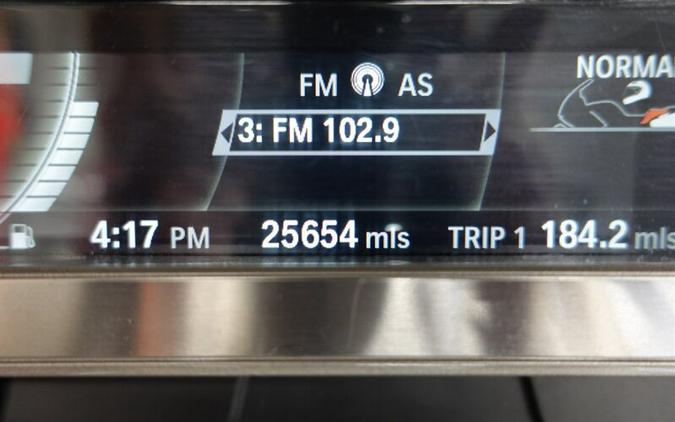 FM AS
NORMA
3: FM 102.9
4:17 PM 25654 mls TRIP 1 184.2 mls